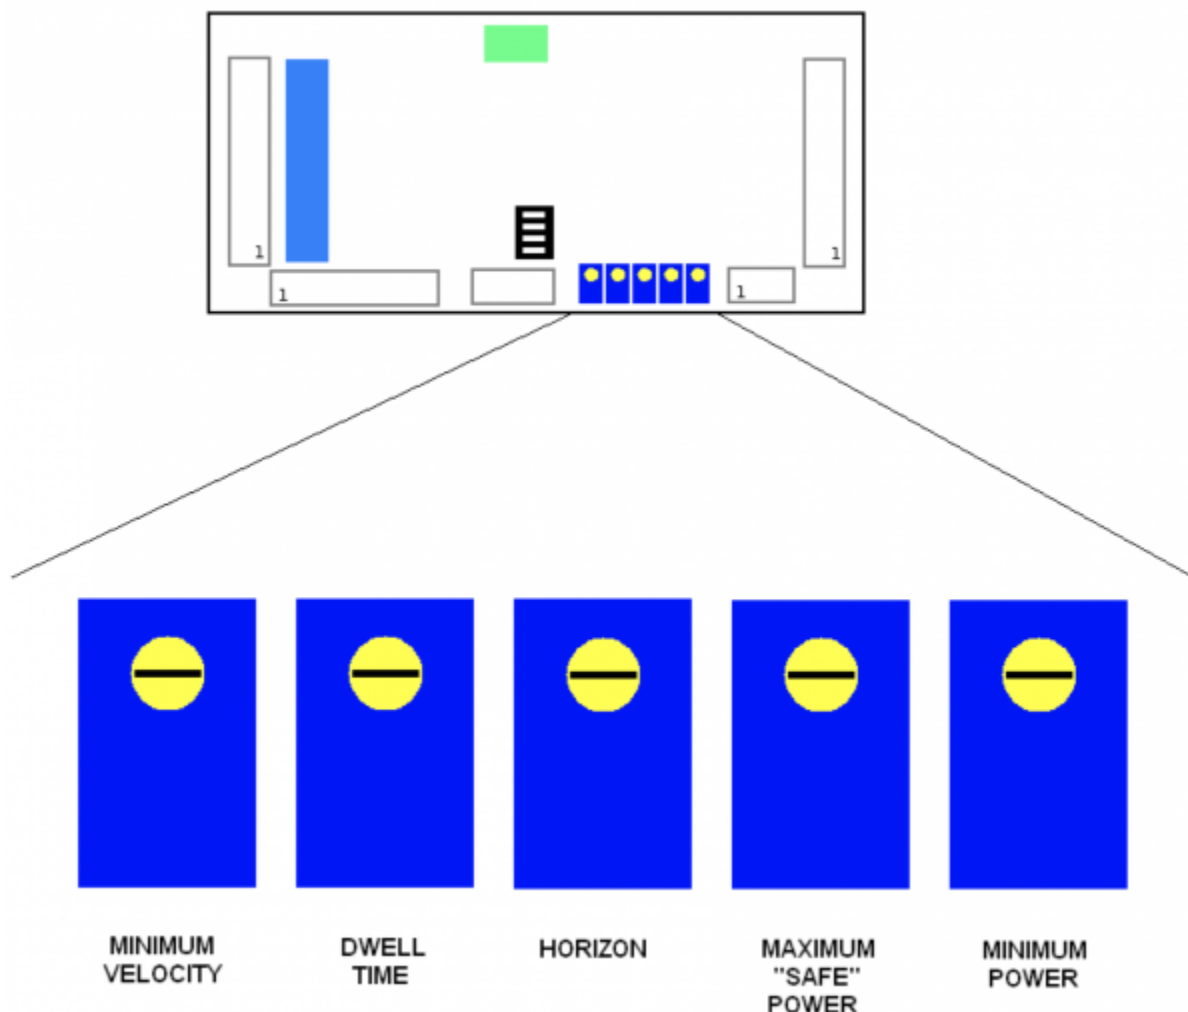 1
1
1
1
MINIMUM
VELOCITY
DWELL
TIME
HORIZON
MAXIMUM
"SAFE"
POWER
MINIMUM
POWER